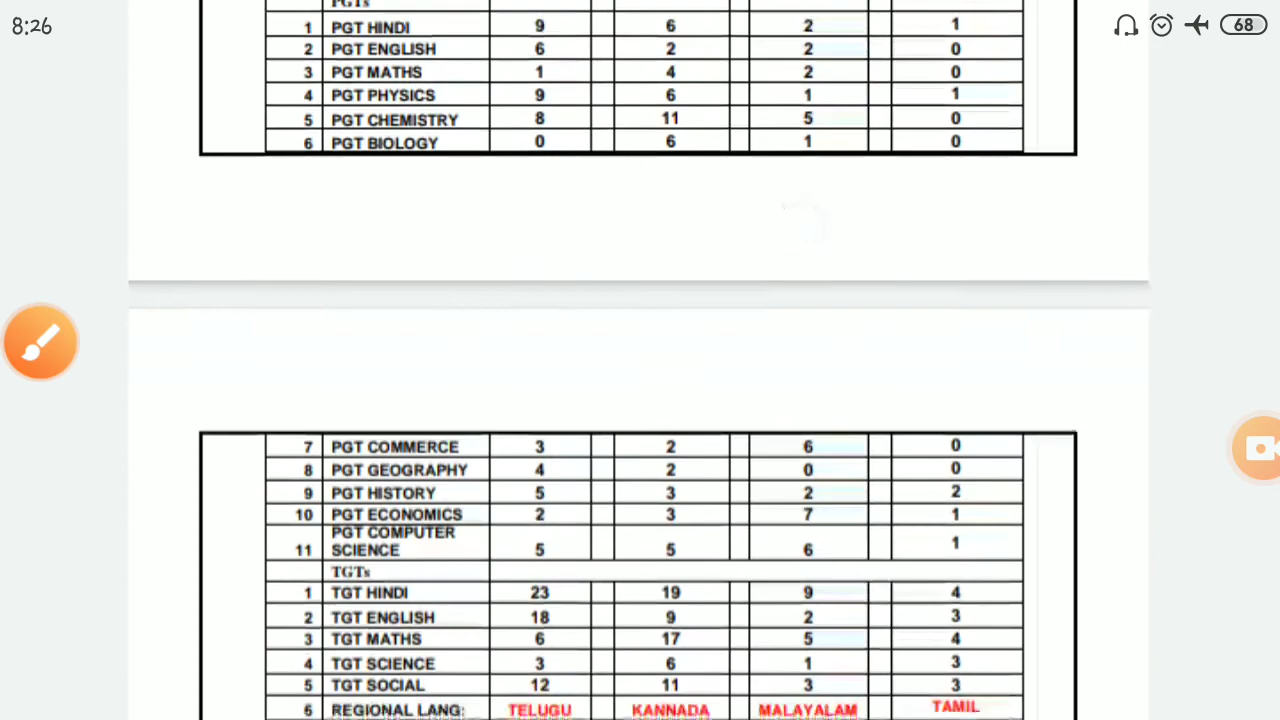 8:26
68
PGTs
1 PGT HINDI 9 6 2 1
2 PGT ENGLISH 6 2 2 0
3 PGT MATHS 1 4 2 0
4 PGT PHYSICS 9 6 1 1
5 PGT CHEMISTRY 8 11 5 0
6 PGT BIOLOGY 0 6 1 0
7 PGT COMMERCE 3 2 6 0
8 PGT GEOGRAPHY 4 2 0 0
9 PGT HISTORY 5 3 2 2
10 PGT ECONOMICS 2 3 7 1
PGT COMPUTER
11 SCIENCE 5 5 6 1
TGTs
1 TGT HINDI 23 19 9 4
2 TGT ENGLISH 18 9 2 3
3 TGT MATHS 6 17 5 4
4 TGT SCIENCE 3 6 1 3
5 TGT SOCIAL 12 11 3 3
6 REGIONAL LANG: TELUGU KANNADA MALAYALAM TAMIL